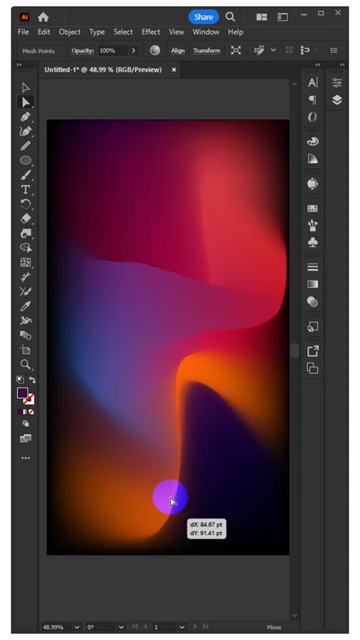 Ai
Share
File Edit Object Type Select Effect View Window Help
Mesh Points Opacity: 100% Align Transform
Untitled-1* @ 48.99 % (RGB/Preview) ×
dX: 84.67 pt
dY: 91.41 pt
48.99% 0° 1 Move